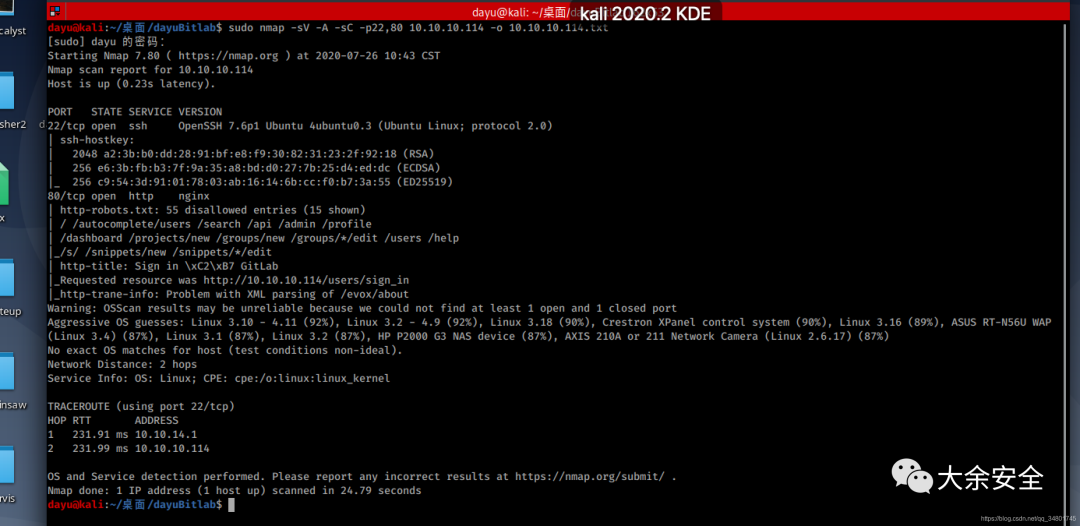 dayu@kali: ~/桌面/da
kali 2020.2 KDE
dayu@kali:~/桌面/dayuBitlab$ sudo nmap -sV -A -sC -p22,80 10.10.10.114 -o 10.10.10.114.txt
[sudo] dayu 的密码：
Starting Nmap 7.80 ( https://nmap.org ) at 2020-07-26 10:43 CST
Nmap scan report for 10.10.10.114
Host is up (0.23s latency).
PORT   STATE SERVICE VERSION
22/tcp open  ssh     OpenSSH 7.6p1 Ubuntu 4ubuntu0.3 (Ubuntu Linux; protocol 2.0)
| ssh-hostkey:
|   2048 a2:3b:b0:dd:28:91:bf:e8:f9:30:82:31:23:2f:92:18 (RSA)
|   256 e6:3b:fb:b3:7f:9a:35:a8:bd:d0:27:7b:25:d4:ed:dc (ECDSA)
|_  256 c9:54:3d:91:01:78:03:ab:16:14:6b:cc:f0:b7:3a:55 (ED25519)
80/tcp open  http    nginx
| http-robots.txt: 55 disallowed entries (15 shown)
| / /autocomplete/users /search /api /admin /profile
| /dashboard /projects/new /groups/new /groups/*/edit /users /help
|_/s/ /snippets/new /snippets/*/edit
| http-title: Sign in \xC2\xB7 GitLab
|_Requested resource was http://10.10.10.114/users/sign_in
|_http-trane-info: Problem with XML parsing of /evox/about
Warning: OSScan results may be unreliable because we could not find at least 1 open and 1 closed port
Aggressive OS guesses: Linux 3.10 - 4.11 (92%), Linux 3.2 - 4.9 (92%), Linux 3.18 (90%), Crestron XPanel control system (90%), Linux 3.16 (89%), ASUS RT-N56U WAP
(Linux 3.4) (87%), Linux 3.1 (87%), Linux 3.2 (87%), HP P2000 G3 NAS device (87%), AXIS 210A or 211 Network Camera (Linux 2.6.17) (87%)
No exact OS matches for host (test conditions non-ideal).
Network Distance: 2 hops
Service Info: OS: Linux; CPE: cpe:/o:linux:linux_kernel
TRACEROUTE (using port 22/tcp)
HOP RTT       ADDRESS
1   231.91 ms 10.10.14.1
2   231.99 ms 10.10.10.114
OS and Service detection performed. Please report any incorrect results at https://nmap.org/submit/ .
Nmap done: 1 IP address (1 host up) scanned in 24.79 seconds
dayu@kali:~/桌面/dayuBitlab$
calyst
sher2
d
x
teup
insaw
rvis
大余安全
https://blog.csdn.net/qq_34801745